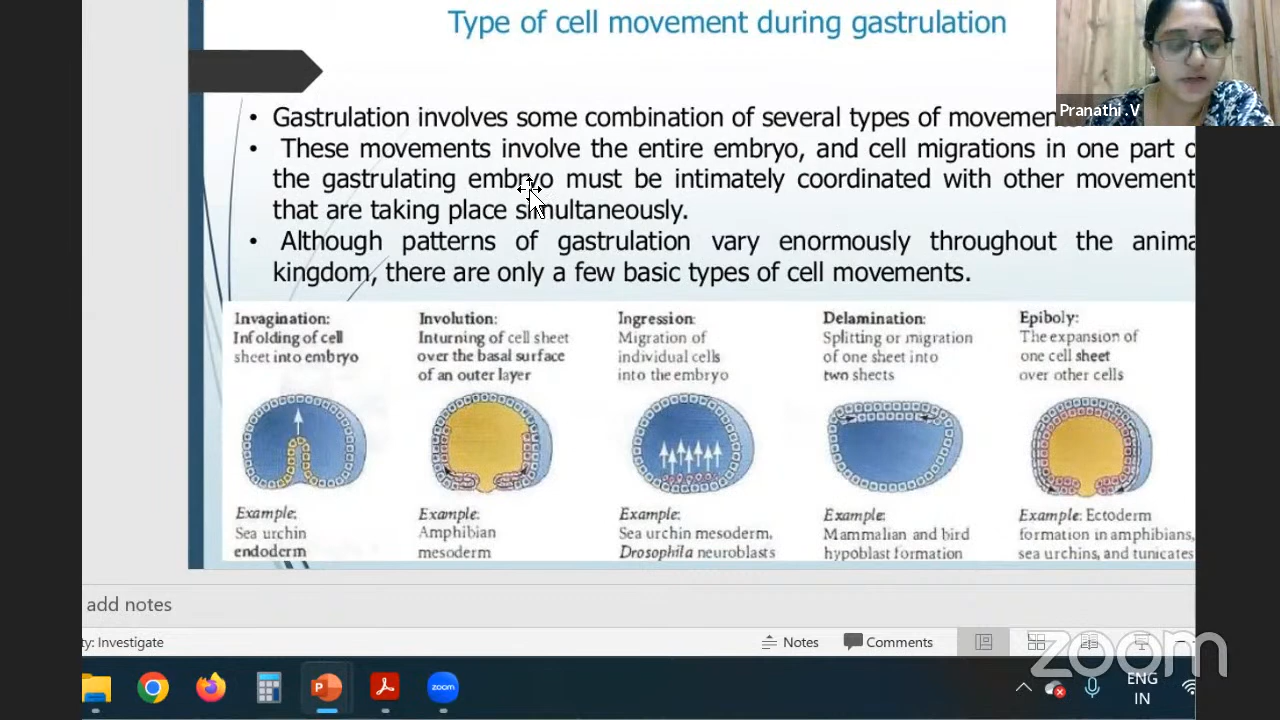 Type of cell movement during gastrulation
Pranathi .V
• Gastrulation involves some combination of several types of
• These movements involve the entire embryo, and cell migrations in one part
the gastrulating embryo must be intimately coordinated with other
that are taking place simultaneously.
• Although patterns of gastrulation vary enormously throughout the
kingdom, there are only a few basic types of cell movements.
Invagination:
Infolding of cell
sheet into embryo
Involution:
Inturning of cell sheet
over the basal surface
of an outer layer
Ingression:
Migration of
individual cells
into the embryo
Delamination:
Splitting or migration
of one sheet into
two sheets
Epiboly:
The expansion of
one cell sheet
over other cells
Example:
Sea urchin
endoderm
Example:
Amphibian
mesoderm
Example:
Sea urchin mesoderm,
Drosophila neuroblasts
Example:
Mammalian and bird
hypoblast formation
Example: Ectoderm
formation in amphibians,
sea urchins, and tunicates
add notes
ty: Investigate
Notes
Comments
zoom
zoom
ENG
IN